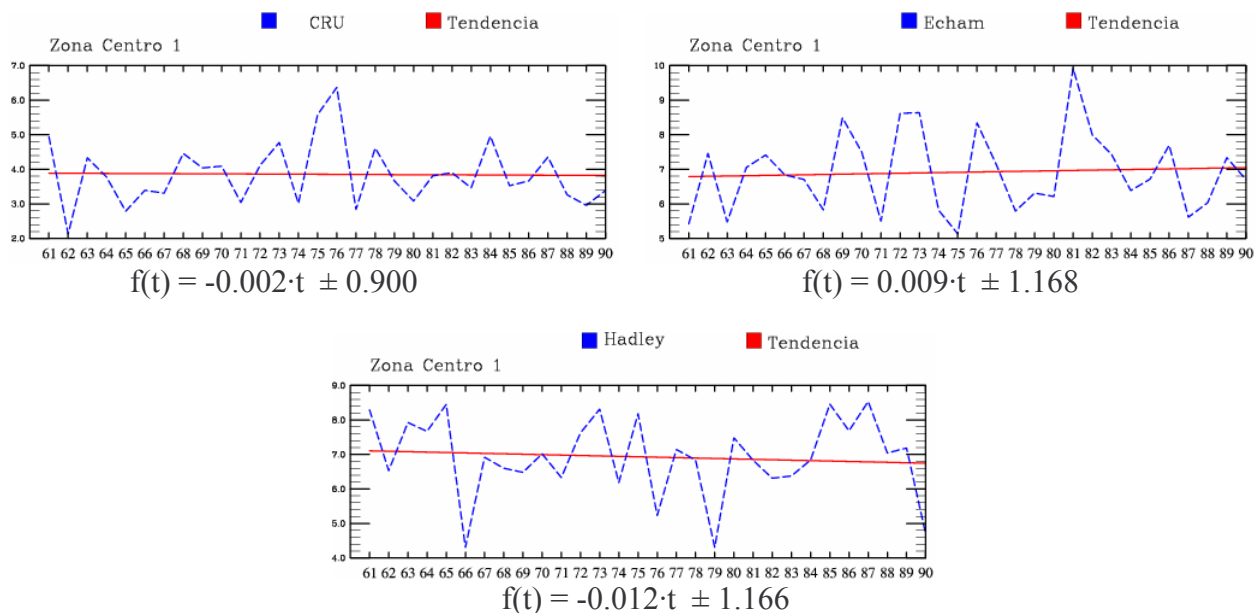 CRU Tendencia
Zona Centro 1
7.0
6.0
5.0
4.0
3.0
2.0
61 62 63 64 65 66 67 68 69 70 71 72 73 74 75 76 77 78 79 80 81 82 83 84 85 86 87 88 89 90
f(t) = -0.002·t ± 0.900
Echam Tendencia
Zona Centro 1
10
9
8
7
6
5
61 62 63 64 65 66 67 68 69 70 71 72 73 74 75 76 77 78 79 80 81 82 83 84 85 86 87 88 89 90
f(t) = 0.009·t ± 1.168
Hadley Tendencia
Zona Centro 1
9.0
8.0
7.0
6.0
5.0
4.0
61 62 63 64 65 66 67 68 69 70 71 72 73 74 75 76 77 78 79 80 81 82 83 84 85 86 87 88 89 90
f(t) = -0.012·t ± 1.166